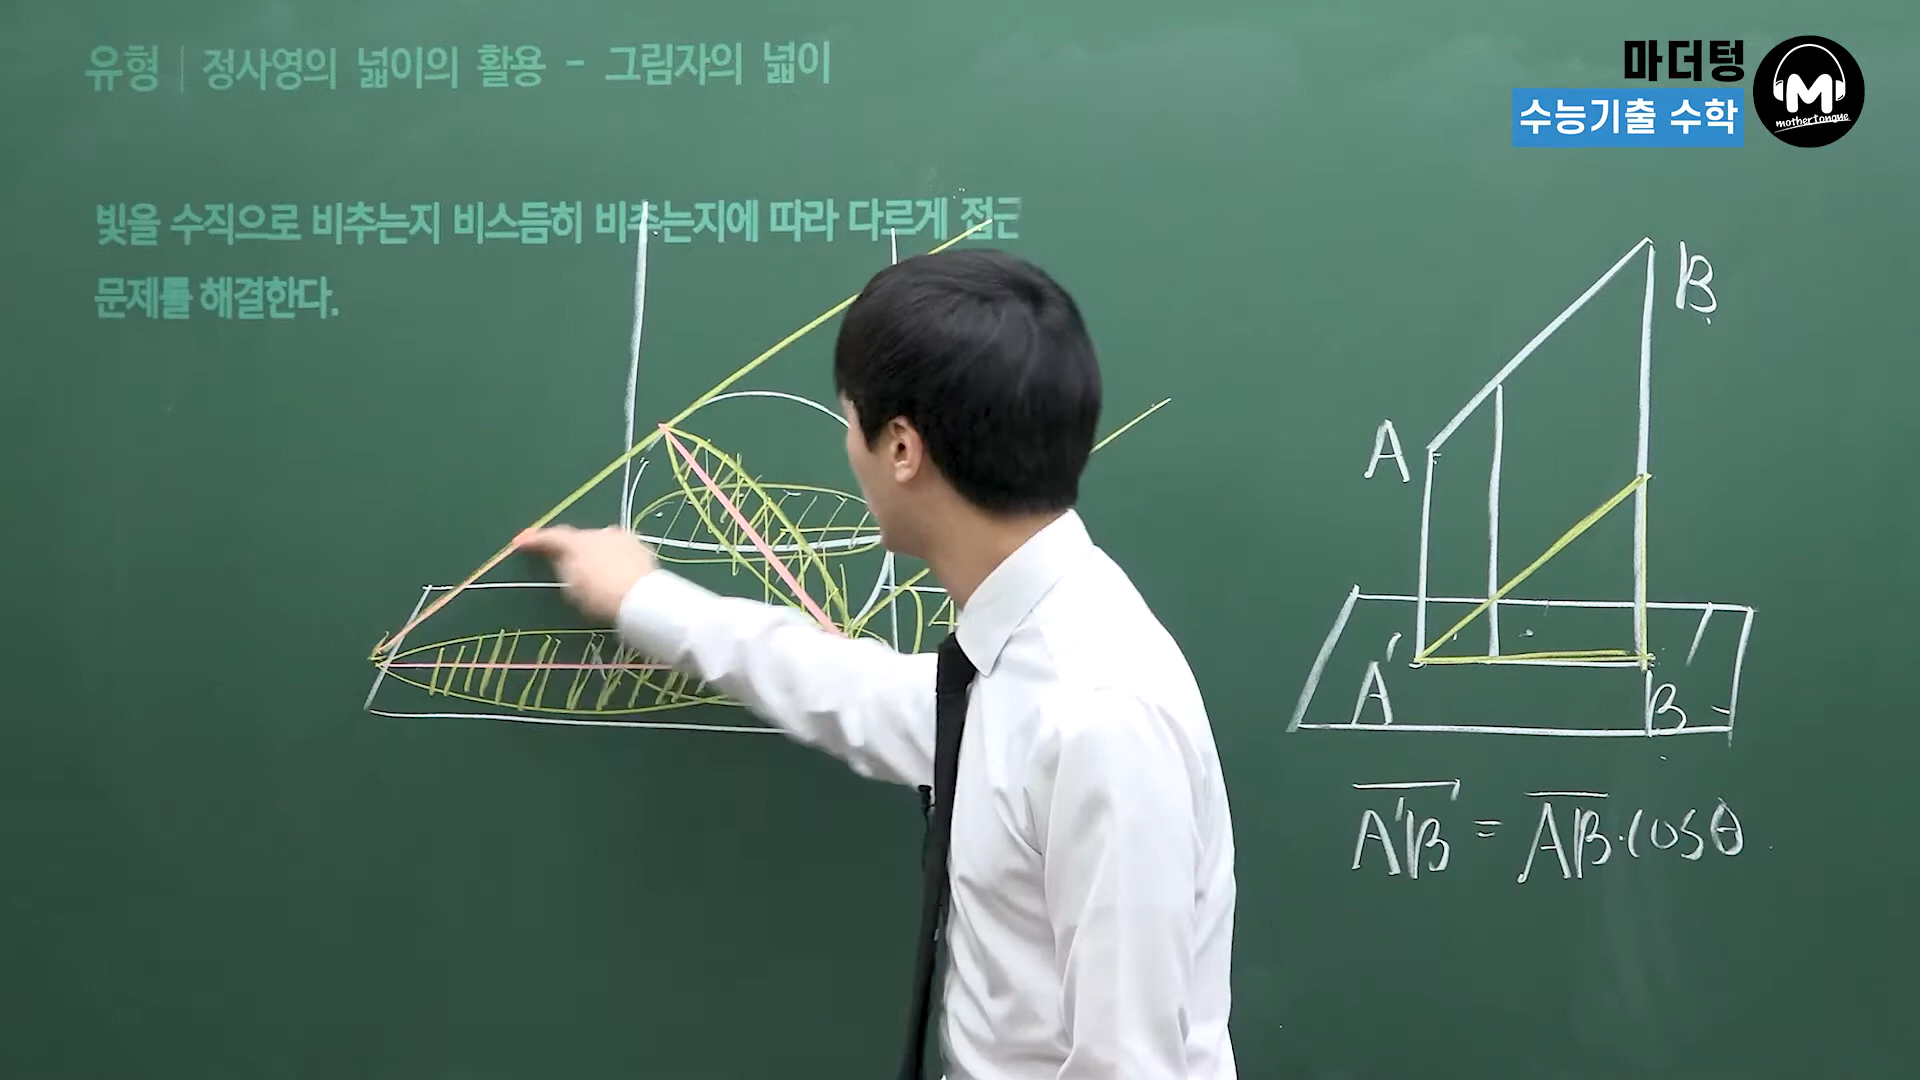 유형 | 정사영의 넓이의 활용 - 그림자의 넓이
마더텅
수능기출 수학
M
mothertongue
빛을 수직으로 비추는지 비스듬히 비추는지에 따라 다르게 접근
문제를 해결한다.
B
A
A'
B
A'B = AB·cosθ